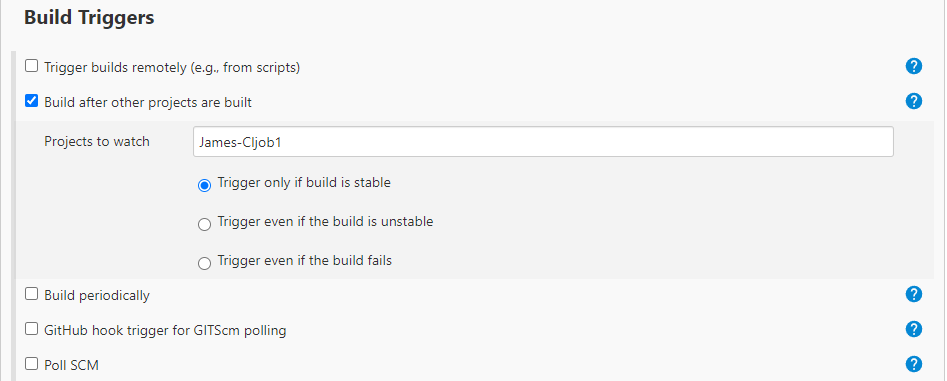 Build Triggers
Trigger builds remotely (e.g., from scripts)
Build after other projects are built
Projects to watch James-CIjob1
Trigger only if build is stable
Trigger even if the build is unstable
Trigger even if the build fails
Build periodically
GitHub hook trigger for GITScm polling
Poll SCM